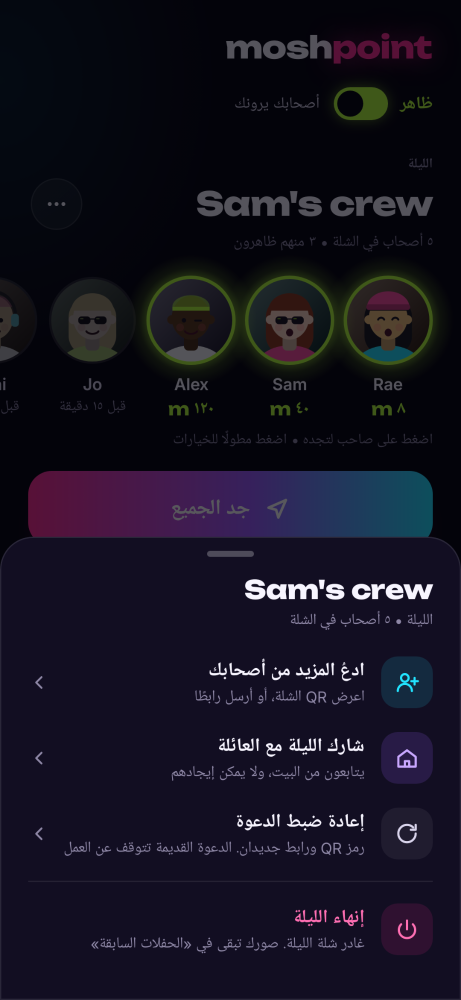 moshpoint
ظاهر أصحابك يرونك
الليلة
Sam's crew
٥ أصحاب في الشلة • ٣ منهم ظاهرون
Rae Sam Alex Jo
٨ m ٤٠ m ١٢٠ m قبل ١٥ دقيقة قبل
اضغط على صاحب لتجده • اضغط مطولًا للخيارات
جد الجميع
Sam's crew
الليلة • ٥ أصحاب في الشلة
ادعُ المزيد من أصحابك
اعرض QR الشلة، أو أرسل رابطًا
شارك الليلة مع العائلة
يتابعون من البيت، ولا يمكن إيجادهم
إعادة ضبط الدعوة
رمز QR ورابط جديدان. الدعوة القديمة تتوقف عن العمل
إنهاء الليلة
غادر شلة الليلة. صورك تبقى في «الحفلات السابقة»